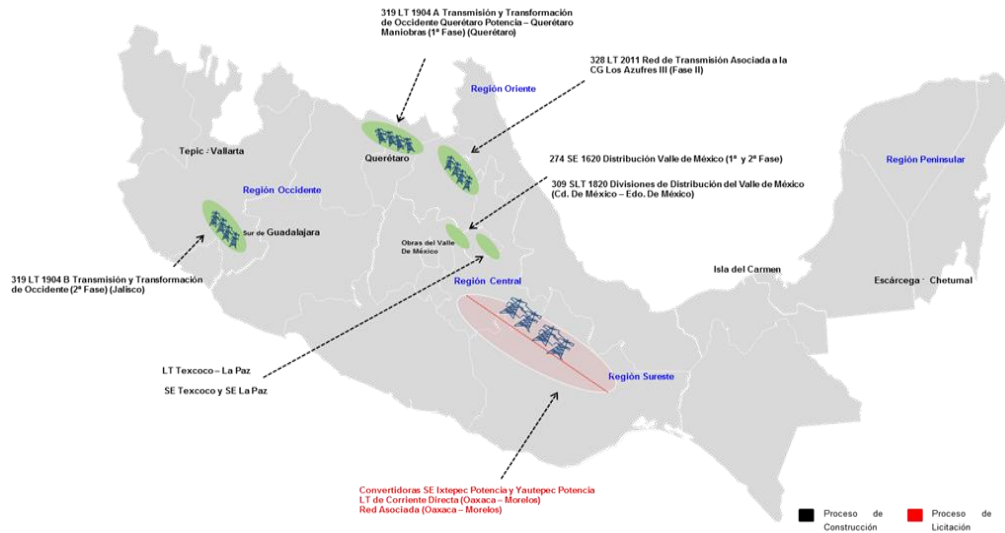 319 LT 1904 A Transmisión y Transformación
de Occidente Querétaro Potencia – Querétaro
Maniobras (1ª Fase) (Querétaro)
328 LT 2011 Red de Transmisión Asociada a la
CG Los Azufres III (Fase II)
Región Oriente
Tepic - Vallarta
Querétaro
274 SE 1620 Distribución Valle de México (1ª y 2ª Fase)
Región Peninsular
Región Occidente
309 SLT 1820 Divisiones de Distribución del Valle de México
(Cd. De México – Edo. De México)
Sur de Guadalajara
Obras del Valle
De México
Isla del Carmen
319 LT 1904 B Transmisión y Transformación
de Occidente (2ª Fase) (Jalisco)
Región Central
Escárcega - Chetumal
LT Texcoco – La Paz
SE Texcoco y SE La Paz
Región Sureste
Convertidoras SE Ixtepec Potencia y Yautepec Potencia
LT de Corriente Directa (Oaxaca – Morelos)
Red Asociada (Oaxaca – Morelos)
Proceso de
Construcción
Proceso de
Licitación